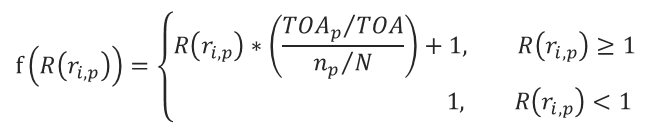 f(R(r_{i,p})) = { R(r_{i,p}) * ( (TOA_p/TOA) / (n_p/N) ) + 1, R(r_{i,p}) ≥ 1
1, R(r_{i,p}) < 1